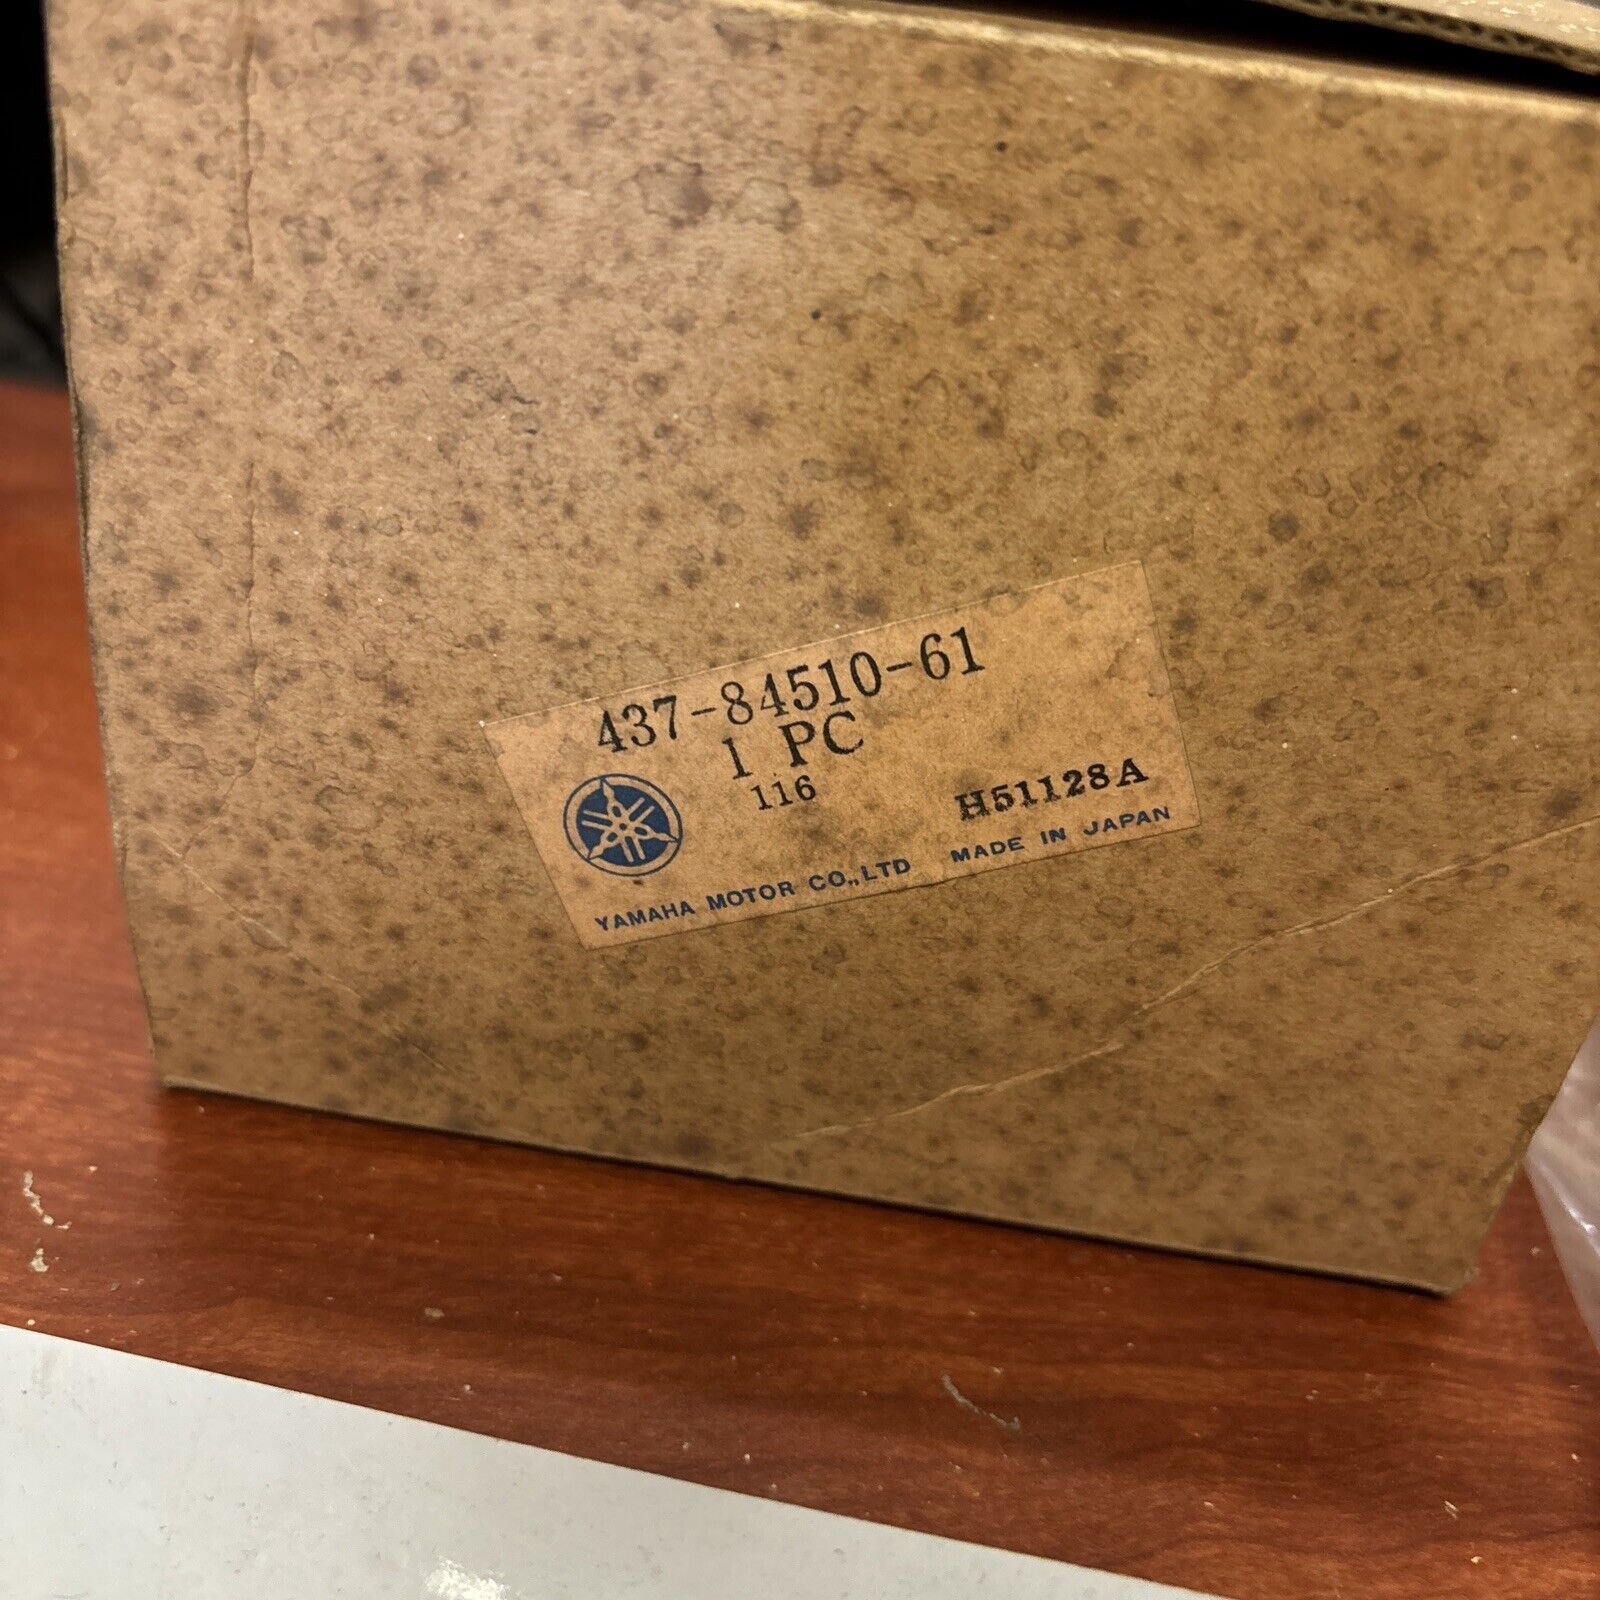 437-84510-61
1 PC
116
H51128A
YAMAHA MOTOR CO.,LTD MADE IN JAPAN